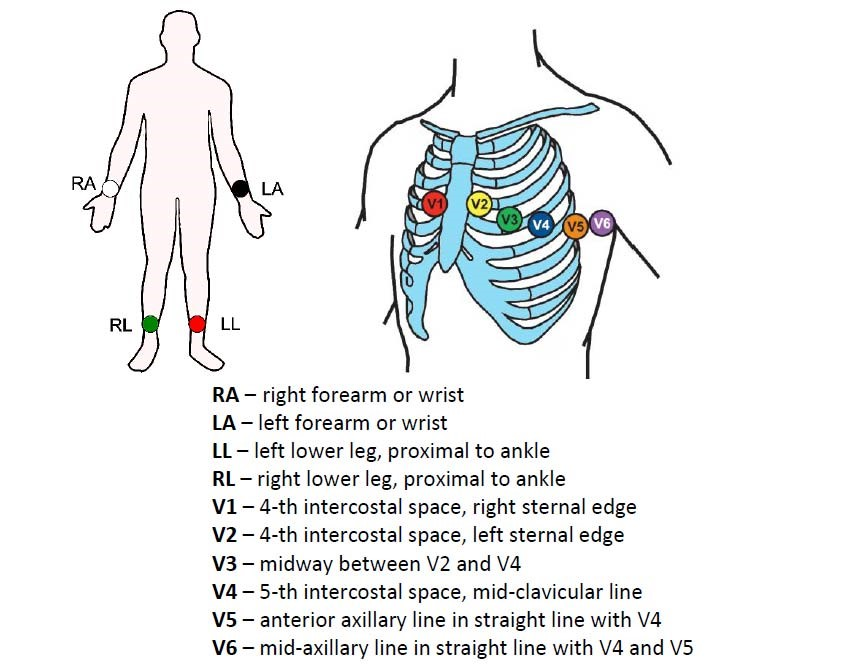 RA
LA
RL
LL
V1
V2
V3
V4
V5
V6
RA – right forearm or wrist
LA – left forearm or wrist
LL – left lower leg, proximal to ankle
RL – right lower leg, proximal to ankle
V1 – 4-th intercostal space, right sternal edge
V2 – 4-th intercostal space, left sternal edge
V3 – midway between V2 and V4
V4 – 5-th intercostal space, mid-clavicular line
V5 – anterior axillary line in straight line with V4
V6 – mid-axillary line in straight line with V4 and V5